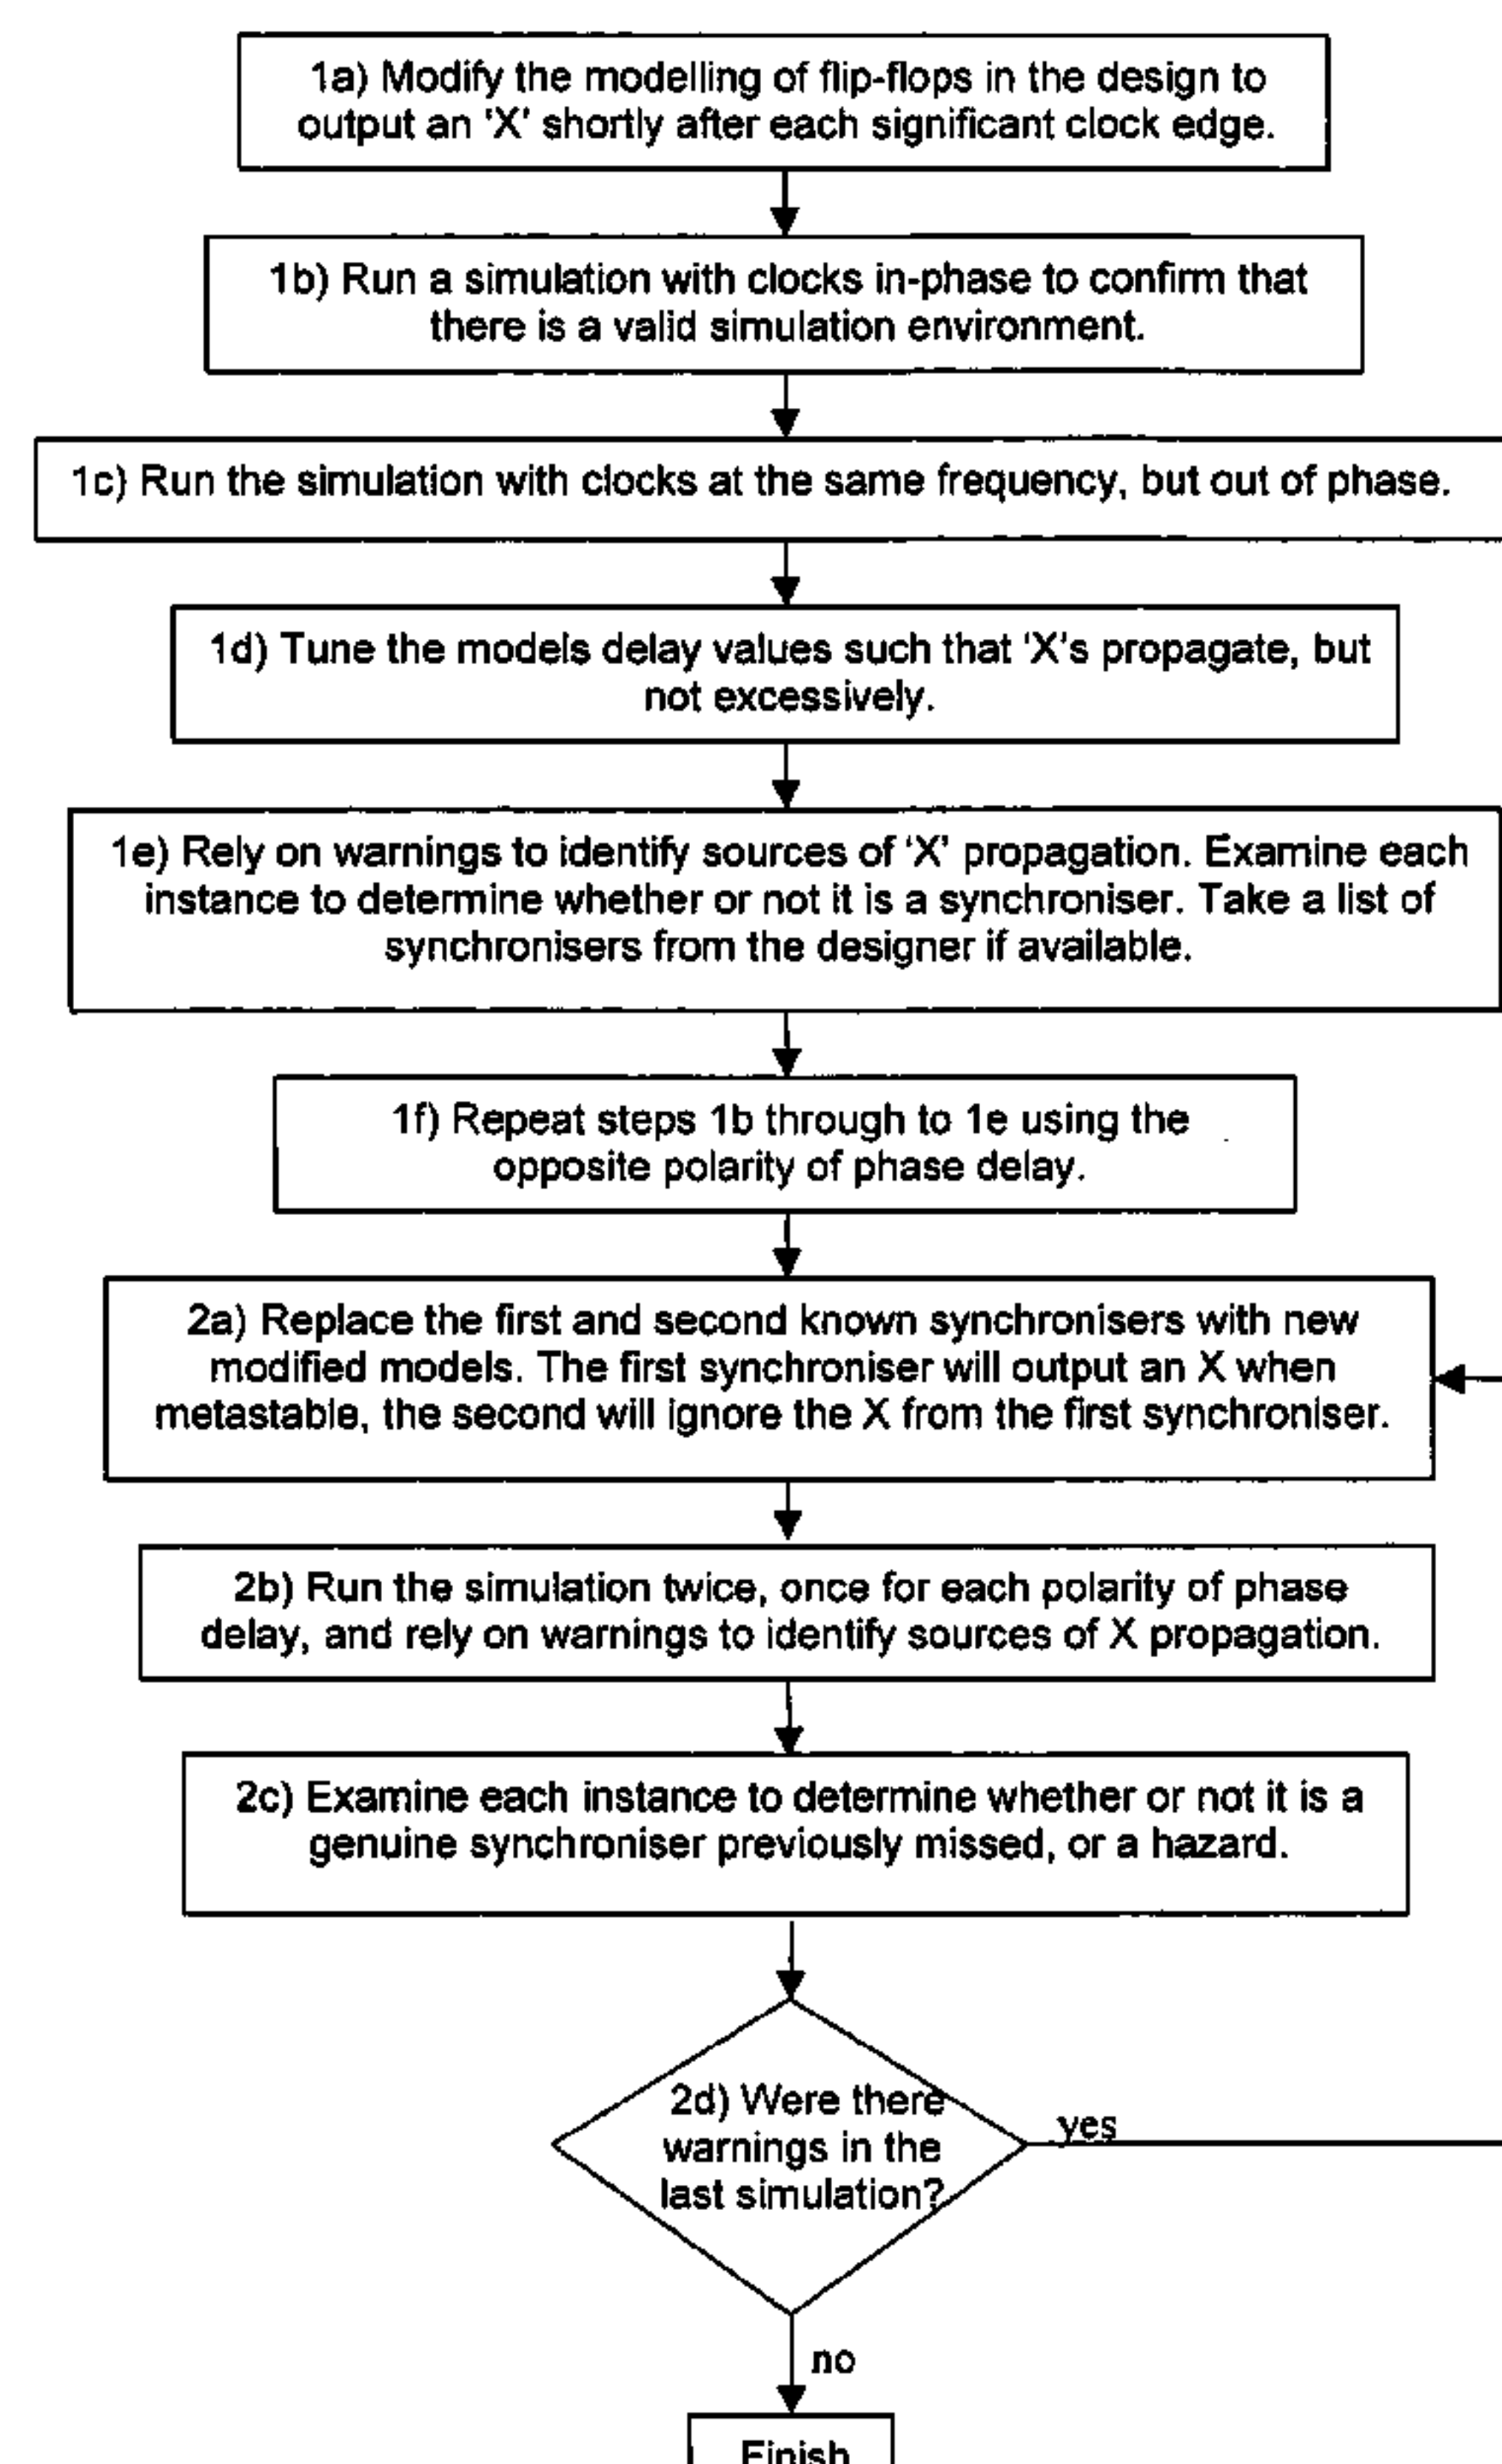 1a) Modify the modelling of flip-flops in the design to
output an 'X' shortly after each significant clock edge.
1b) Run a simulation with clocks in-phase to confirm that
there is a valid simulation environment.
1c) Run the simulation with clocks at the same frequency, but out of phase.
1d) Tune the models delay values such that 'X's propagate, but
not excessively.
1e) Rely on warnings to identify sources of 'X' propagation. Examine each
instance to determine whether or not it is a synchroniser. Take a list of
synchronisers from the designer if available.
1f) Repeat steps 1b through to 1e using the
opposite polarity of phase delay.
2a) Replace the first and second known synchronisers with new
modified models. The first synchroniser will output an X when
metastable, the second will ignore the X from the first synchroniser.
2b) Run the simulation twice, once for each polarity of phase
delay, and rely on warnings to identify sources of X propagation.
2c) Examine each instance to determine whether or not it is a
genuine synchroniser previously missed, or a hazard.
2d) Were there
warnings in the
last simulation?
yes
no
Finish